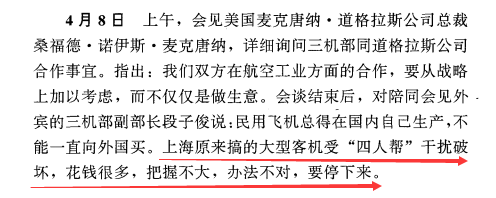 4月8日 上午，会见美国麦克唐纳·道格拉斯公司总裁
桑福德·诺伊斯·麦克唐纳，详细询问三机部同道格拉斯公司
合作事宜。指出：我们双方在航空工业方面的合作，要从战略
上加以考虑，而不仅仅是做生意。会谈结束后，对陪同会见外
宾的三机部副部长段子俊说：民用飞机总得在国内自己生产，不
能一直向外国买。上海原来搞的大型客机受“四人帮”干扰破
坏，花钱很多，把握不大，办法不对，要停下来。